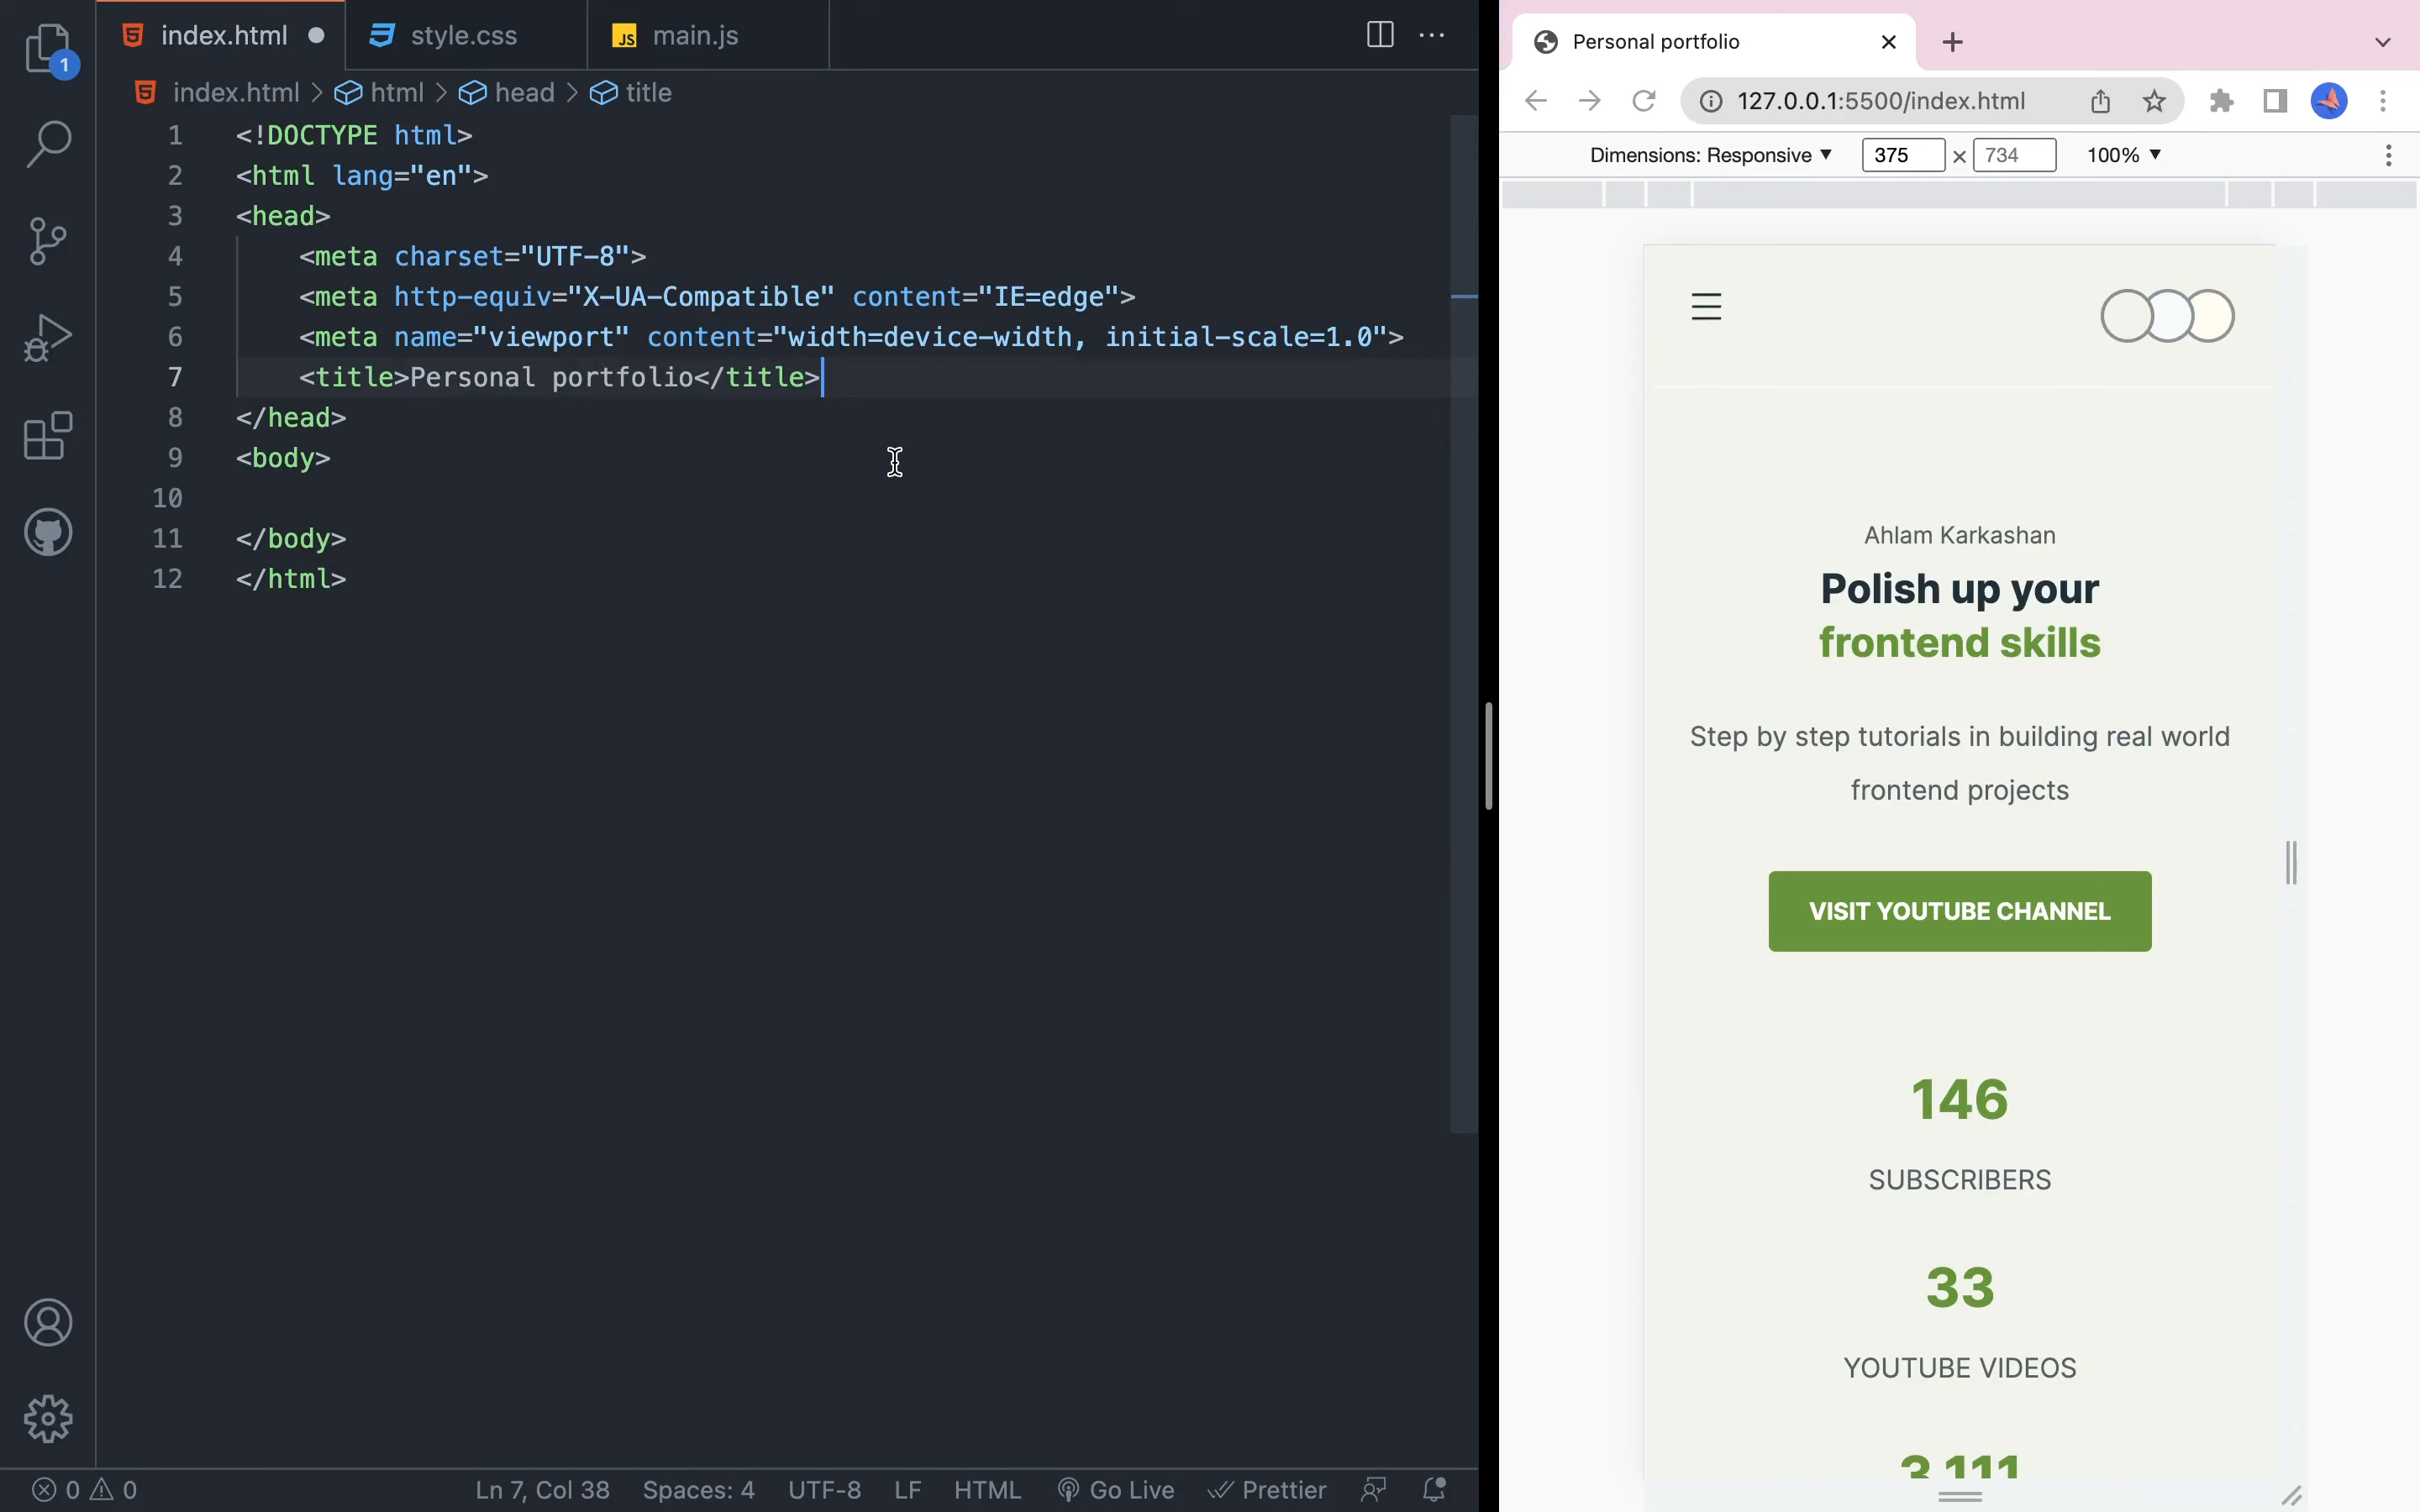 index.html
style.css
JS main.js
1
index.html > html > head > title
1 <!DOCTYPE html>
2 <html lang="en">
3 <head>
4 <meta charset="UTF-8">
5 <meta http-equiv="X-UA-Compatible" content="IE=edge">
6 <meta name="viewport" content="width=device-width, initial-scale=1.0">
7 <title>Personal portfolio</title>
8 </head>
9 <body>
10
11 </body>
12 </html>
0 0
Ln 7, Col 38
Spaces: 4
UTF-8
LF
HTML
Go Live
Prettier
Personal portfolio
127.0.0.1:5500/index.html
Dimensions: Responsive
375 × 734
100%
Ahlam Karkashan
Polish up your
frontend skills
Step by step tutorials in building real world
frontend projects
VISIT YOUTUBE CHANNEL
146
SUBSCRIBERS
33
YOUTUBE VIDEOS
3,111